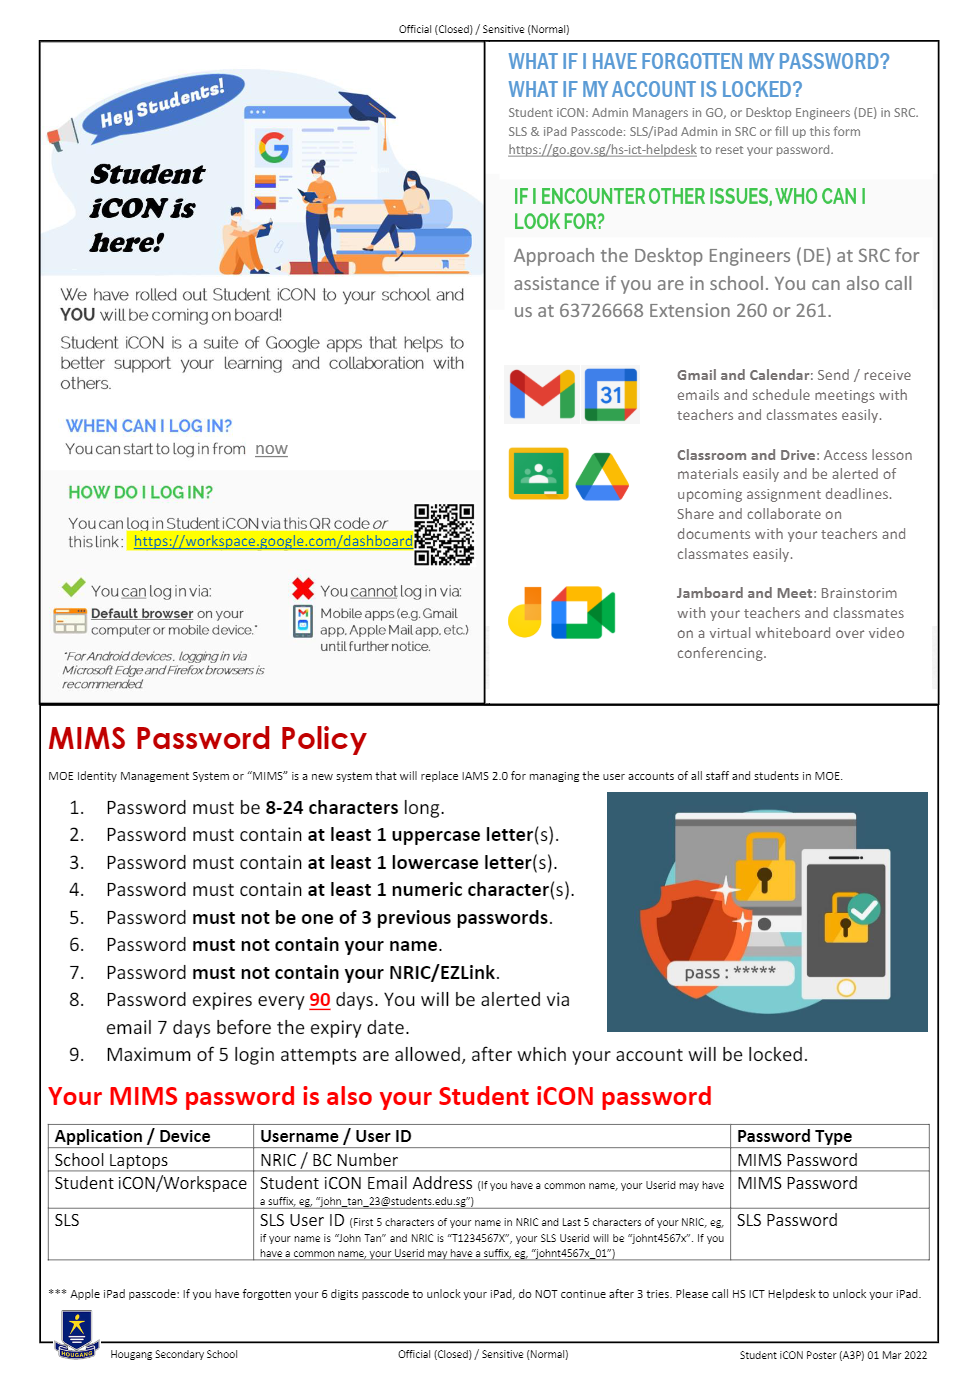 Official (Closed) / Sensitive (Normal)
Hey Students!
Student
iCON is
here!
We have rolled out Student iCON to your school and
YOU will be coming on board!
Student iCON is a suite of Google apps that helps to
better support your learning and collaboration with
others.
WHEN CAN I LOG IN?
You can start to log in from now
HOW DO I LOG IN?
You can log in Student iCON via this QR code or
this link: https://workspace.google.com/dashboard
You can log in via:
Default browser on your
computer or mobile device.*
*For Android devices, logging in via
Microsoft Edge and Firefox browsers is
recommended.
You cannot log in via:
Mobile apps (e.g. Gmail
app, Apple Mail app, etc.)
until further notice.
WHAT IF I HAVE FORGOTTEN MY PASSWORD?
WHAT IF MY ACCOUNT IS LOCKED?
Student iCON: Admin Managers in GO, or Desktop Engineers (DE) in SRC.
SLS & iPad Passcode: SLS/iPad Admin in SRC or fill up this form
https://go.gov.sg/hs-ict-helpdesk to reset your password.
IF I ENCOUNTER OTHER ISSUES, WHO CAN I
LOOK FOR?
Approach the Desktop Engineers (DE) at SRC for
assistance if you are in school. You can also call
us at 63726668 Extension 260 or 261.
31
Gmail and Calendar: Send / receive
emails and schedule meetings with
teachers and classmates easily.
Classroom and Drive: Access lesson
materials easily and be alerted of
upcoming assignment deadlines.
Share and collaborate on
documents with your teachers and
classmates easily.
Jamboard and Meet: Brainstorim
with your teachers and classmates
on a virtual whiteboard over video
conferencing.
MIMS Password Policy
MOE Identity Management System or “MIMS” is a new system that will replace IAMS 2.0 for managing the user accounts of all staff and students in MOE.
1. Password must be 8-24 characters long.
2. Password must contain at least 1 uppercase letter(s).
3. Password must contain at least 1 lowercase letter(s).
4. Password must contain at least 1 numeric character(s).
5. Password must not be one of 3 previous passwords.
6. Password must not contain your name.
7. Password must not contain your NRIC/EZLink.
8. Password expires every 90 days. You will be alerted via
email 7 days before the expiry date.
9. Maximum of 5 login attempts are allowed, after which your account will be locked.
pass : *****
Your MIMS password is also your Student iCON password
Application / Device Username / User ID Password Type
School Laptops NRIC / BC Number MIMS Password
Student iCON/Workspace Student iCON Email Address (If you have a common name, your Userid may have MIMS Password
a suffix, eg, “john_tan_23@students.edu.sg”)
SLS SLS User ID (First 5 characters of your name in NRIC and Last 5 characters of your NRIC, eg, SLS Password
if your name is “John Tan” and NRIC is “T1234567X”, your SLS Userid will be “johnt4567x”. If you
have a common name, your Userid may have a suffix, eg, “johnt4567x_01”)
*** Apple iPad passcode: If you have forgotten your 6 digits passcode to unlock your iPad, do NOT continue after 3 tries. Please call HS ICT Helpdesk to unlock your iPad.
HOUGANG
Hougang Secondary School
Official (Closed) / Sensitive (Normal)
Student iCON Poster (A3P) 01 Mar 2022